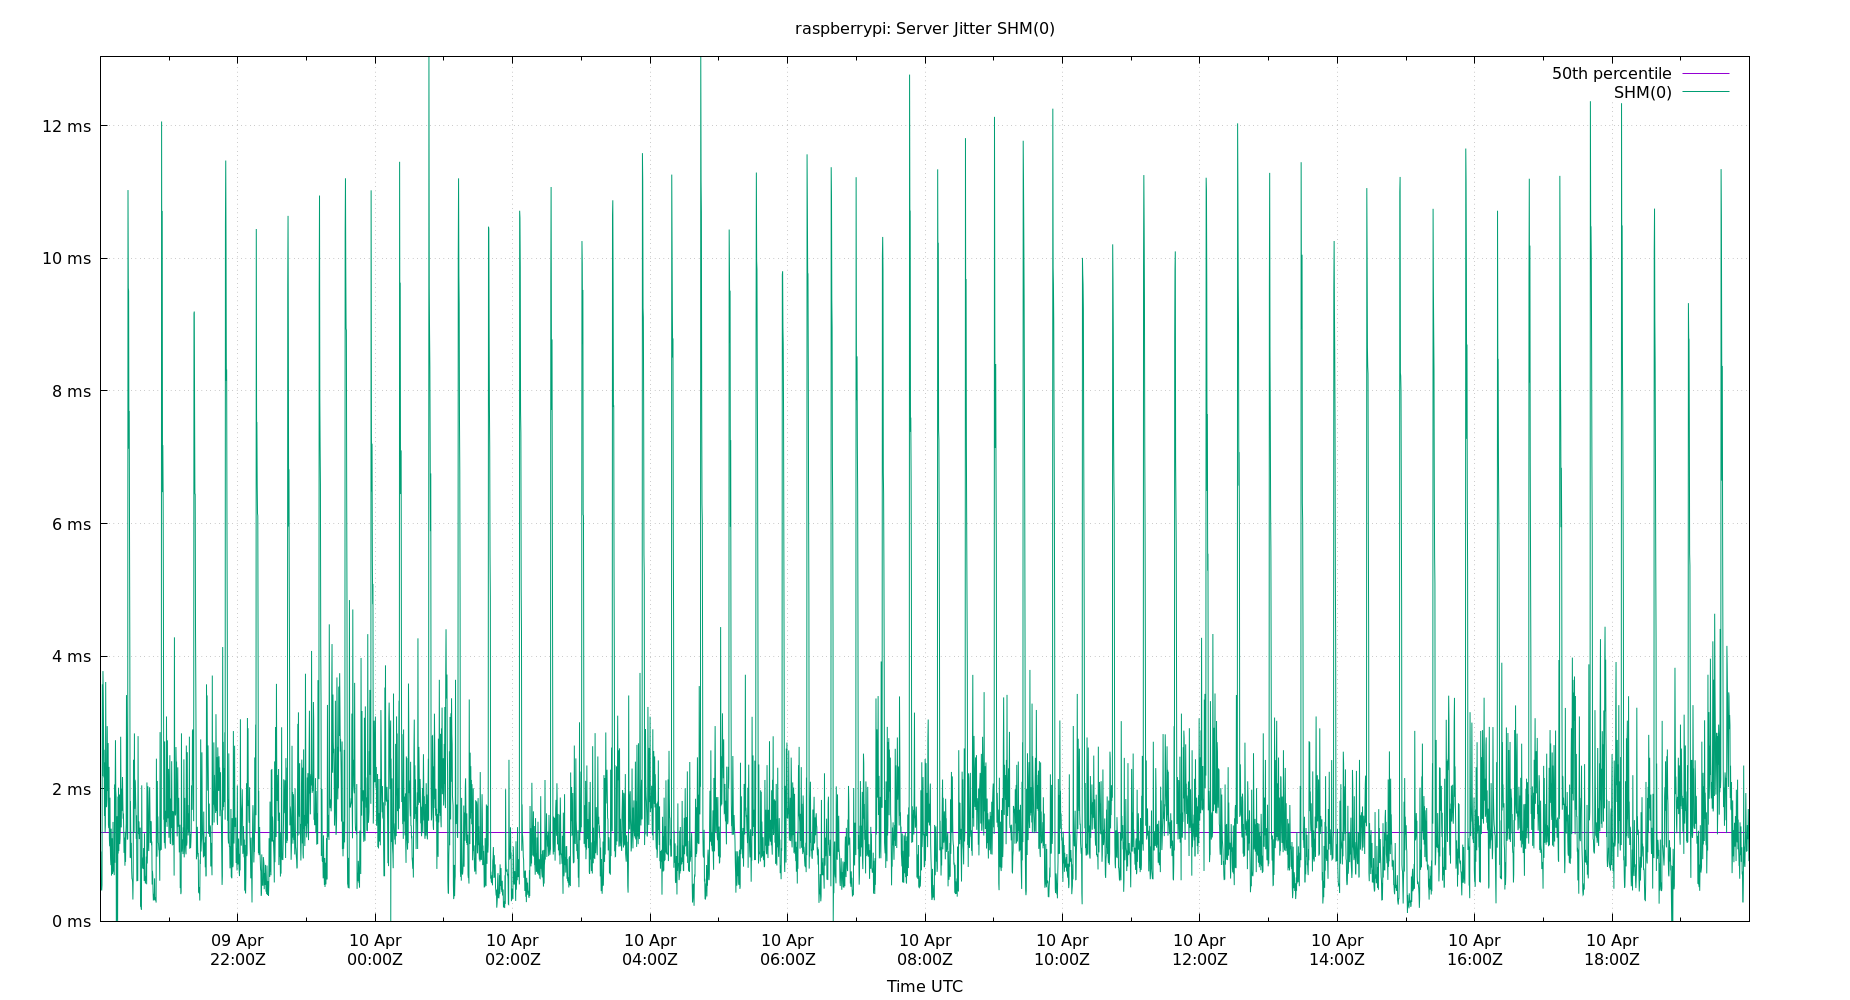 raspberrypi: Server Jitter SHM(0)
50th percentile
SHM(0)
12 ms
10 ms
8 ms
6 ms
4 ms
2 ms
0 ms
09 Apr 10 Apr 10 Apr 10 Apr 10 Apr 10 Apr 10 Apr 10 Apr 10 Apr 10 Apr 10 Apr
22:00Z 00:00Z 02:00Z 04:00Z 06:00Z 08:00Z 10:00Z 12:00Z 14:00Z 16:00Z 18:00Z
Time UTC